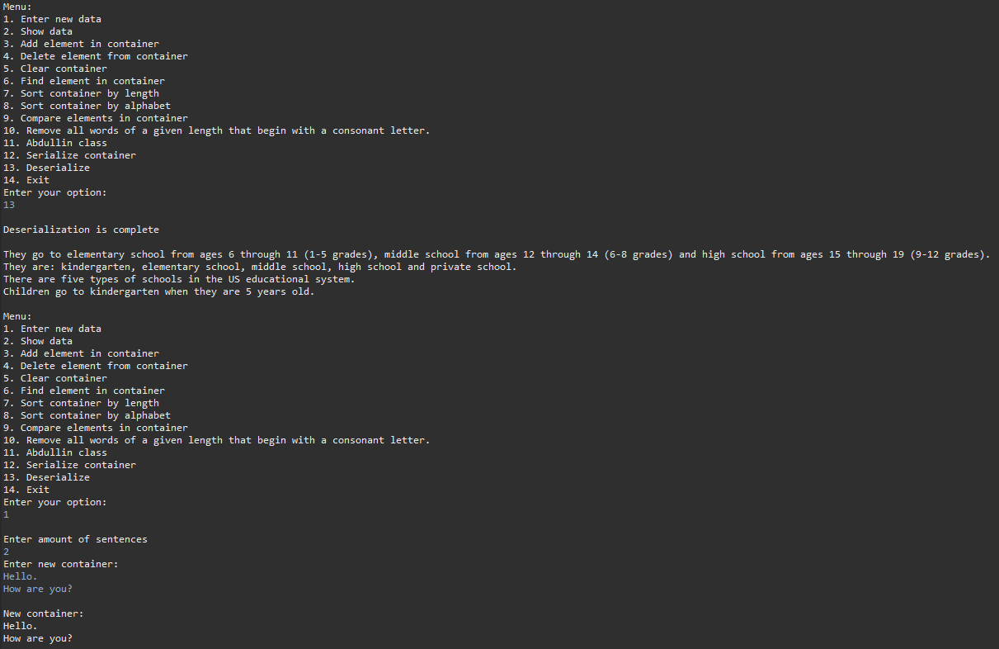 Menu:
1. Enter new data
2. Show data
3. Add element in container
4. Delete element from container
5. Clear container
6. Find element in container
7. Sort container by length
8. Sort container by alphabet
9. Compare elements in container
10. Remove all words of a given length that begin with a consonant letter.
11. Abdullin class
12. Serialize container
13. Deserialize
14. Exit
Enter your option:
13
Deserialization is complete
They go to elementary school from ages 6 through 11 (1-5 grades), middle school from ages 12 through 14 (6-8 grades) and high school from ages 15 through 19 (9-12 grades).
They are: kindergarten, elementary school, middle school, high school and private school.
There are five types of schools in the US educational system.
Children go to kindergarten when they are 5 years old.
Menu:
1. Enter new data
2. Show data
3. Add element in container
4. Delete element from container
5. Clear container
6. Find element in container
7. Sort container by length
8. Sort container by alphabet
9. Compare elements in container
10. Remove all words of a given length that begin with a consonant letter.
11. Abdullin class
12. Serialize container
13. Deserialize
14. Exit
Enter your option:
1
Enter amount of sentences
2
Enter new container:
Hello.
How are you?
New container:
Hello.
How are you?